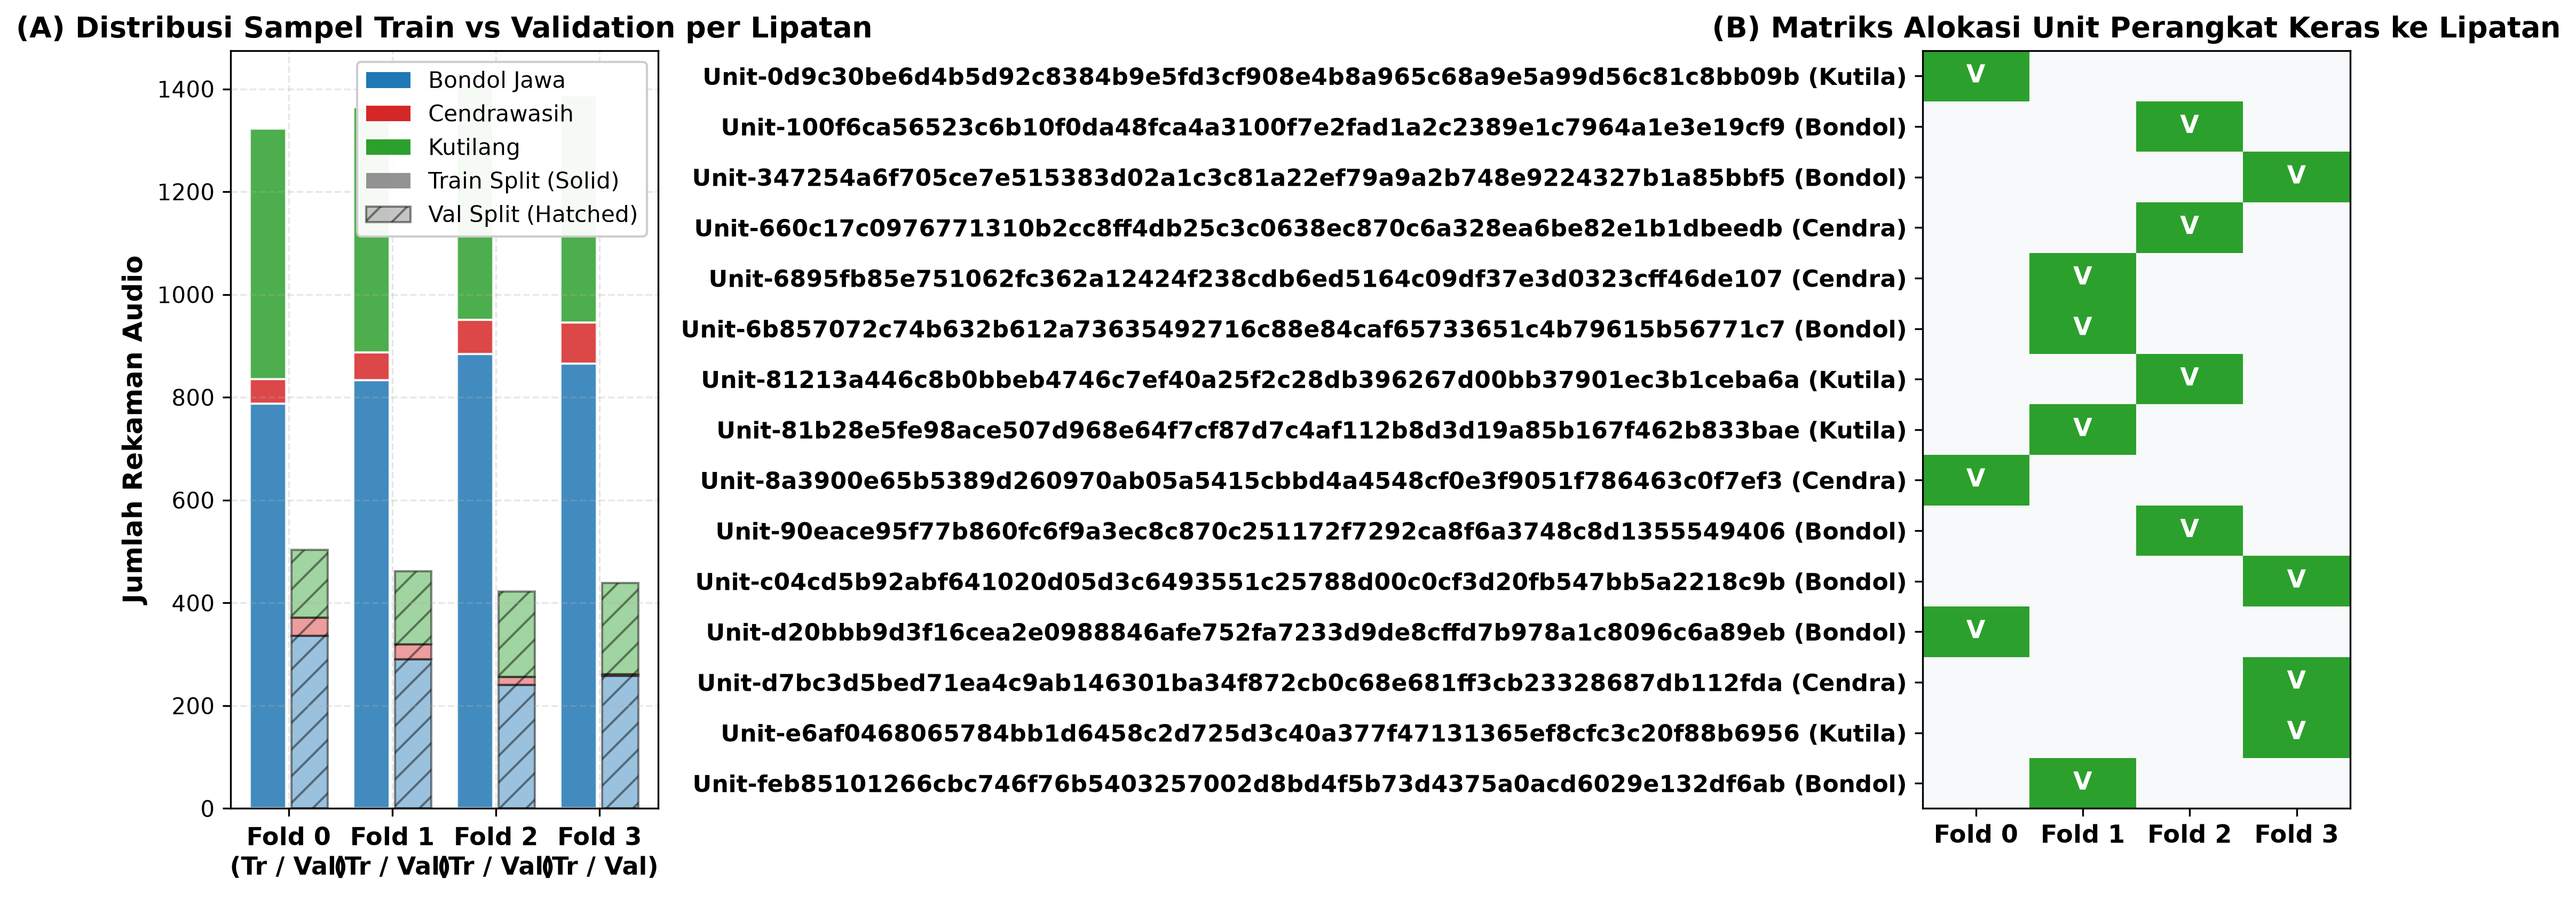 (A) Distribusi Sampel Train vs Validation per Lipatan
Jumlah Rekaman Audio
1400
1200
1000
800
600
400
200
0
Bondol Jawa
Cendrawasih
Kutilang
Train Split (Solid)
Val Split (Hatched)
Fold 0
(Tr / Val)
Fold 1
(Tr / Val)
Fold 2
(Tr / Val)
Fold 3
(Tr / Val)
(B) Matriks Alokasi Unit Perangkat Keras ke Lipatan
Unit-0d9c30be6d4b5d92c8384b9e5fd3cf908e4b8a965c68a9e5a99d56c81c8bb09b (Kutila) V
Unit-100f6ca56523c6b10f0da48fca4a3100f7e2fad1a2c2389e1c7964a1e3e19cf9 (Bondol) V
Unit-347254a6f705ce7e515383d02a1c3c81a22ef79a9a2b748e9224327b1a85bbf5 (Bondol) V
Unit-660c17c0976771310b2cc8ff4db25c3c0638ec870c6a328ea6be82e1b1dbeedb (Cendra) V
Unit-6895fb85e751062fc362a12424f238cdb6ed5164c09df37e3d0323cff46de107 (Cendra) V
Unit-6b857072c74b632b612a73635492716c88e84caf65733651c4b79615b56771c7 (Bondol) V
Unit-81213a446c8b0bbeb4746c7ef40a25f2c28db396267d00bb37901ec3b1ceba6a (Kutila) V
Unit-81b28e5fe98ace507d968e64f7cf87d7c4af112b8d3d19a85b167f462b833bae (Kutila) V
Unit-8a3900e65b5389d260970ab05a5415cbbd4a4548cf0e3f9051f786463c0f7ef3 (Cendra) V
Unit-90eace95f77b860fc6f9a3ec8c870c251172f7292ca8f6a3748c8d1355549406 (Bondol) V
Unit-c04cd5b92abf641020d05d3c6493551c25788d00c0cf3d20fb547bb5a2218c9b (Bondol) V
Unit-d20bbb9d3f16cea2e0988846afe752fa7233d9de8cffd7b978a1c8096c6a89eb (Bondol) V
Unit-d7bc3d5bed71ea4c9ab146301ba34f872cb0c68e681ff3cb23328687db112fda (Cendra) V
Unit-e6af0468065784bb1d6458c2d725d3c40a377f47131365ef8cfc3c20f88b6956 (Kutila) V
Unit-feb85101266cbc746f76b5403257002d8bd4f5b73d4375a0acd6029e132df6ab (Bondol) V
Fold 0
Fold 1
Fold 2
Fold 3